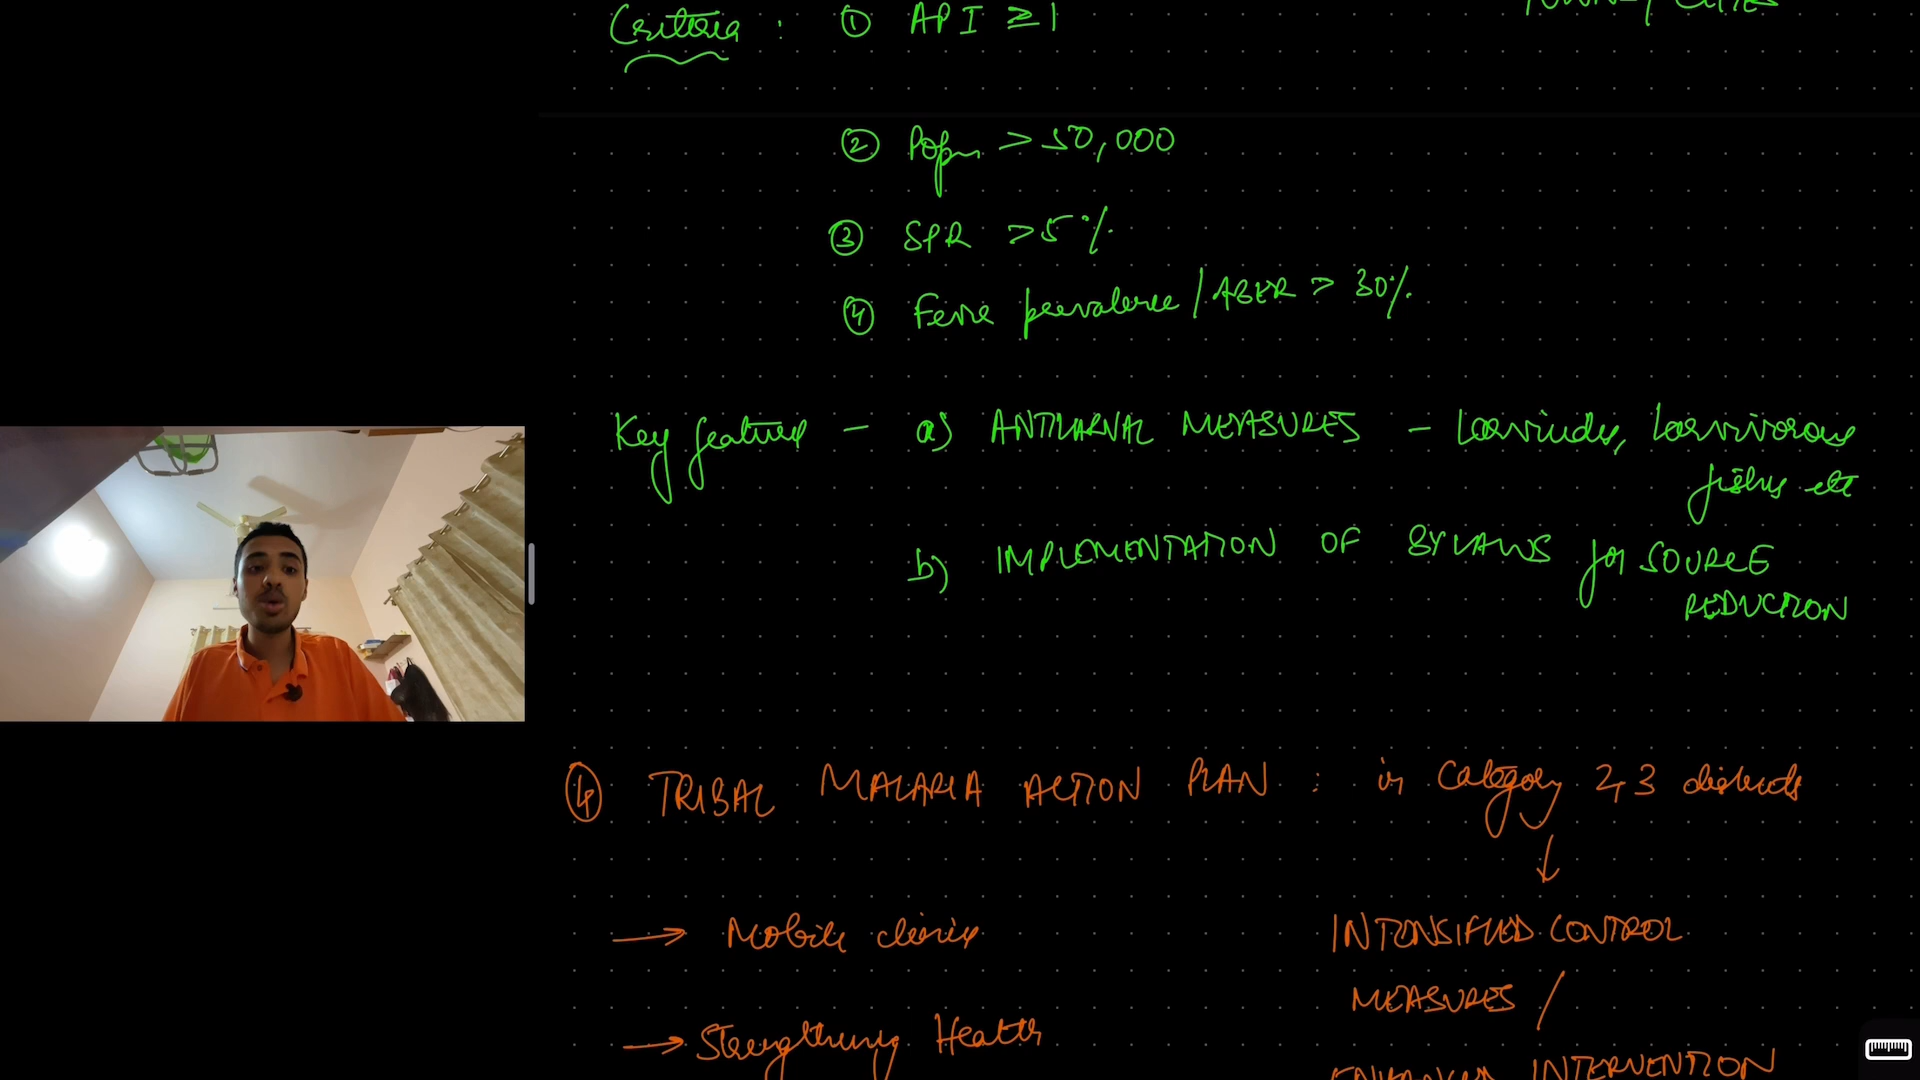 Criteria : ① API ≥ 1
② Popn > 50,000
③ SPR > 5%
④ Fever prevalence / ABER > 30%
Key features – a) ANTILARVAL MEASURES – Larvicides, Larvivorous
fishes etc
b) IMPLEMENTATION OF BYLAWS for SOURCE
REDUCTION
④ TRIBAL MALARIA ACTION PLAN : in Category 2,3 districts
↓
→ Mobile clinics INTENSIFIED CONTROL
MEASURES /
→ Strengthening Health
ENHANCED INTERVENTION